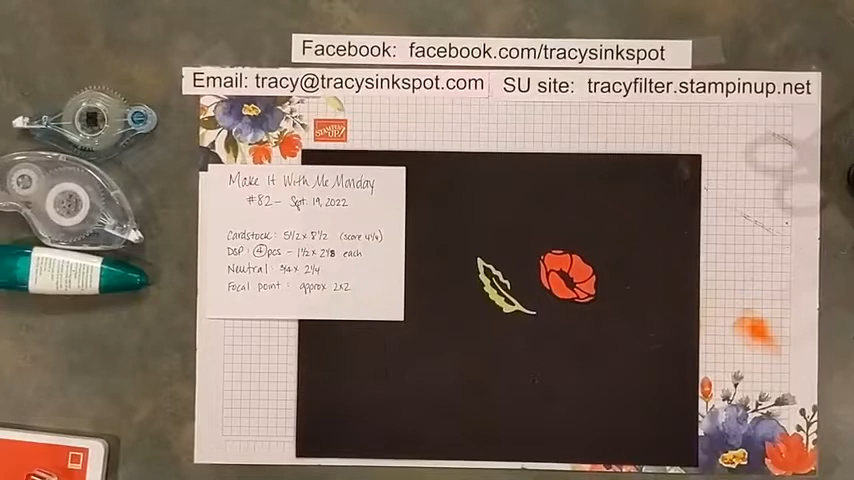 Facebook: facebook.com/tracysinkspot
Email: tracy@tracysinkspot.com SU site: tracyfilter.stampinup.net
STAMPIN' UP!
Make It With Me Monday
#82 - Sept. 19, 2022
Cardstock: 5 1/2 x 8 1/2 (score 4 1/4)
DSP: 4 pcs - 1 1/2 x 2 1/8 each
Neutral: 3/4 x 2 1/4
Focal point: approx 2x2